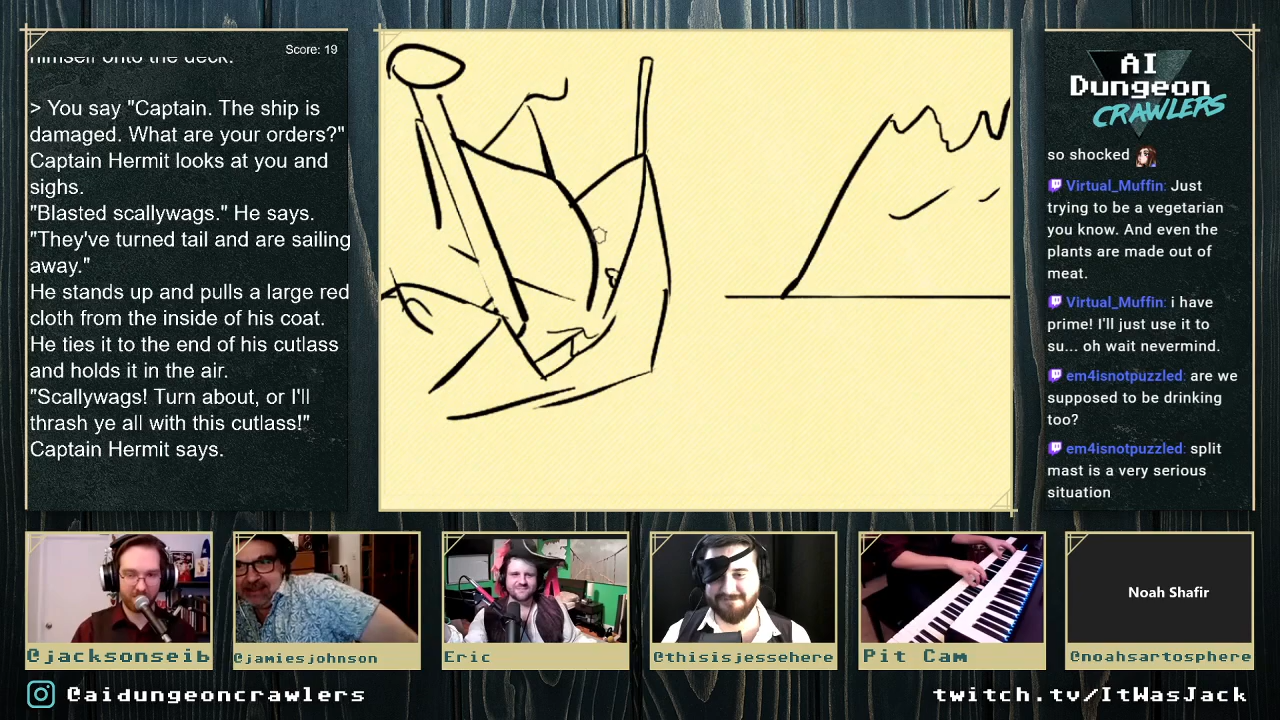 Score: 19
himself onto the deck.
> You say "Captain. The ship is
damaged. What are your orders?"
Captain Hermit looks at you and
sighs.
"Blasted scallywags." He says.
"They've turned tail and are sailing
away."
He stands up and pulls a large red
cloth from the inside of his coat.
He ties it to the end of his cutlass
and holds it in the air.
"Scallywags! Turn about, or I'll
thrash ye all with this cutlass!"
Captain Hermit says.
AI
Dungeon
CRAWLERS
so shocked
Virtual_Muffin: Just
trying to be a vegetarian
you know. And even the
plants are made out of
meat.
Virtual_Muffin: i have
prime! I'll just use it to
su... oh wait nevermind.
em4isnotpuzzled: are we
supposed to be drinking
too?
em4isnotpuzzled: split
mast is a very serious
situation
@jacksonseib
@jamiesjohnson
Eric
@thisisjessehere
Pit Cam
Noah Shafir
@noahsartosphere
@aidungeoncrawlers
twitch.tv/ItWasJack